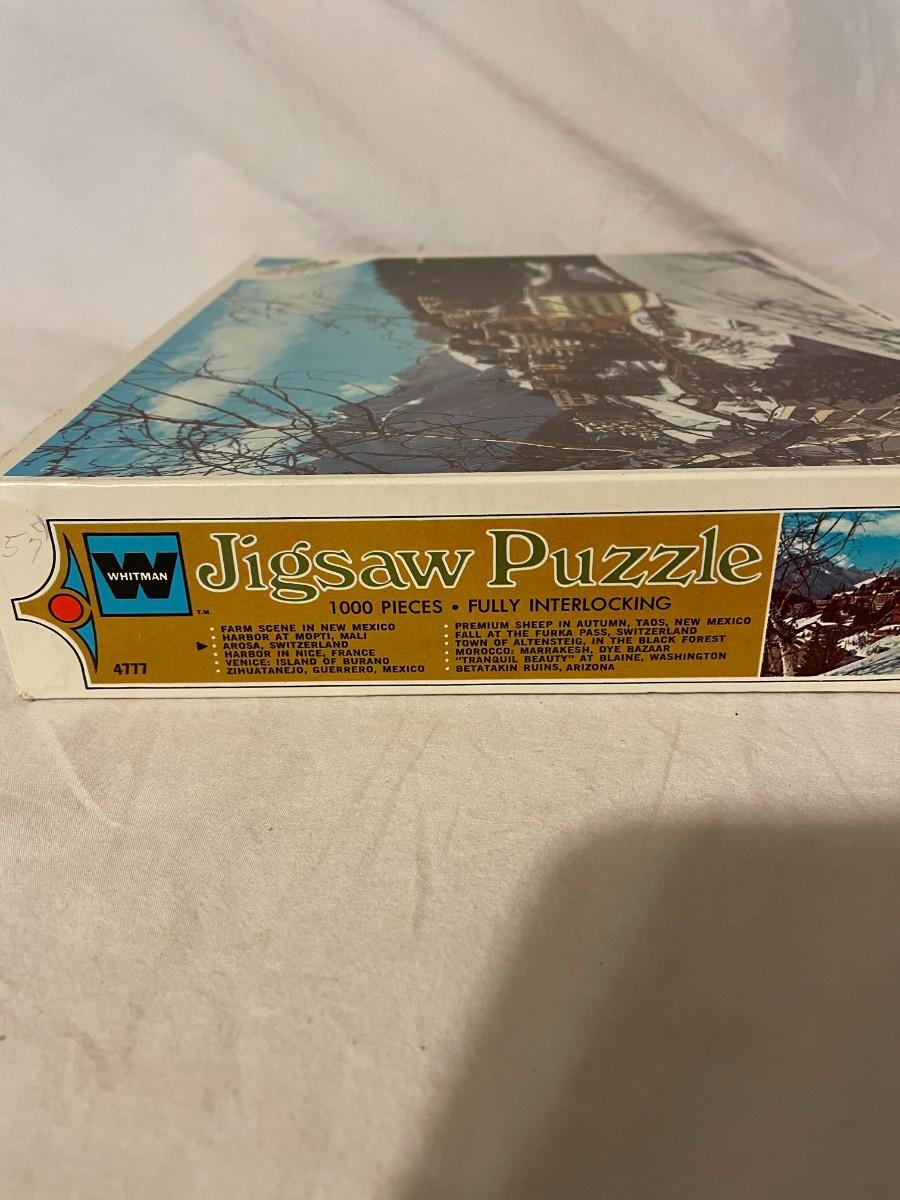 57
W
WHITMAN
T.M.
4777
Jigsaw Puzzle
1000 PIECES • FULLY INTERLOCKING
• FARM SCENE IN NEW MEXICO
• HARBOR AT MOPTI, MALI
▶ • AROSA, SWITZERLAND
• HARBOR IN NICE, FRANCE
• VENICE: ISLAND OF BURANO
• ZIHUATANEJO, GUERRERO, MEXICO
• PREMIUM SHEEP IN AUTUMN, TAOS, NEW MEXICO
• FALL AT THE FURKA PASS, SWITZERLAND
• TOWN OF ALTENSTEIG, IN THE BLACK FOREST
• MOROCCO: MARRAKESH, DYE BAZAAR
• "TRANQUIL BEAUTY" AT BLAINE, WASHINGTON
• BETATAKIN RUINS, ARIZONA